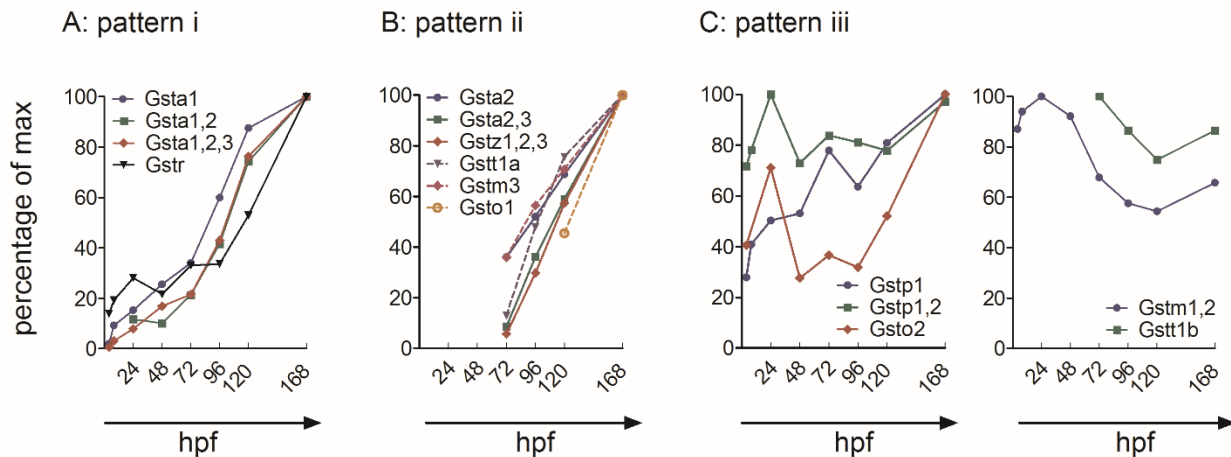 A: pattern i
B: pattern ii
C: pattern iii
percentage of max
100
80
60
40
20
0
Gsta1
Gsta1,2
Gsta1,2,3
Gstr
24
48
72
96
120
168
hpf
100
80
60
40
20
0
Gsta2
Gsta2,3
Gstz1,2,3
Gstt1a
Gstm3
Gsto1
24
48
72
96
120
168
hpf
100
80
60
40
20
0
Gstp1
Gstp1,2
Gsto2
24
48
72
96
120
168
hpf
100
80
60
40
20
0
Gstm1,2
Gstt1b
24
48
72
96
120
168
hpf